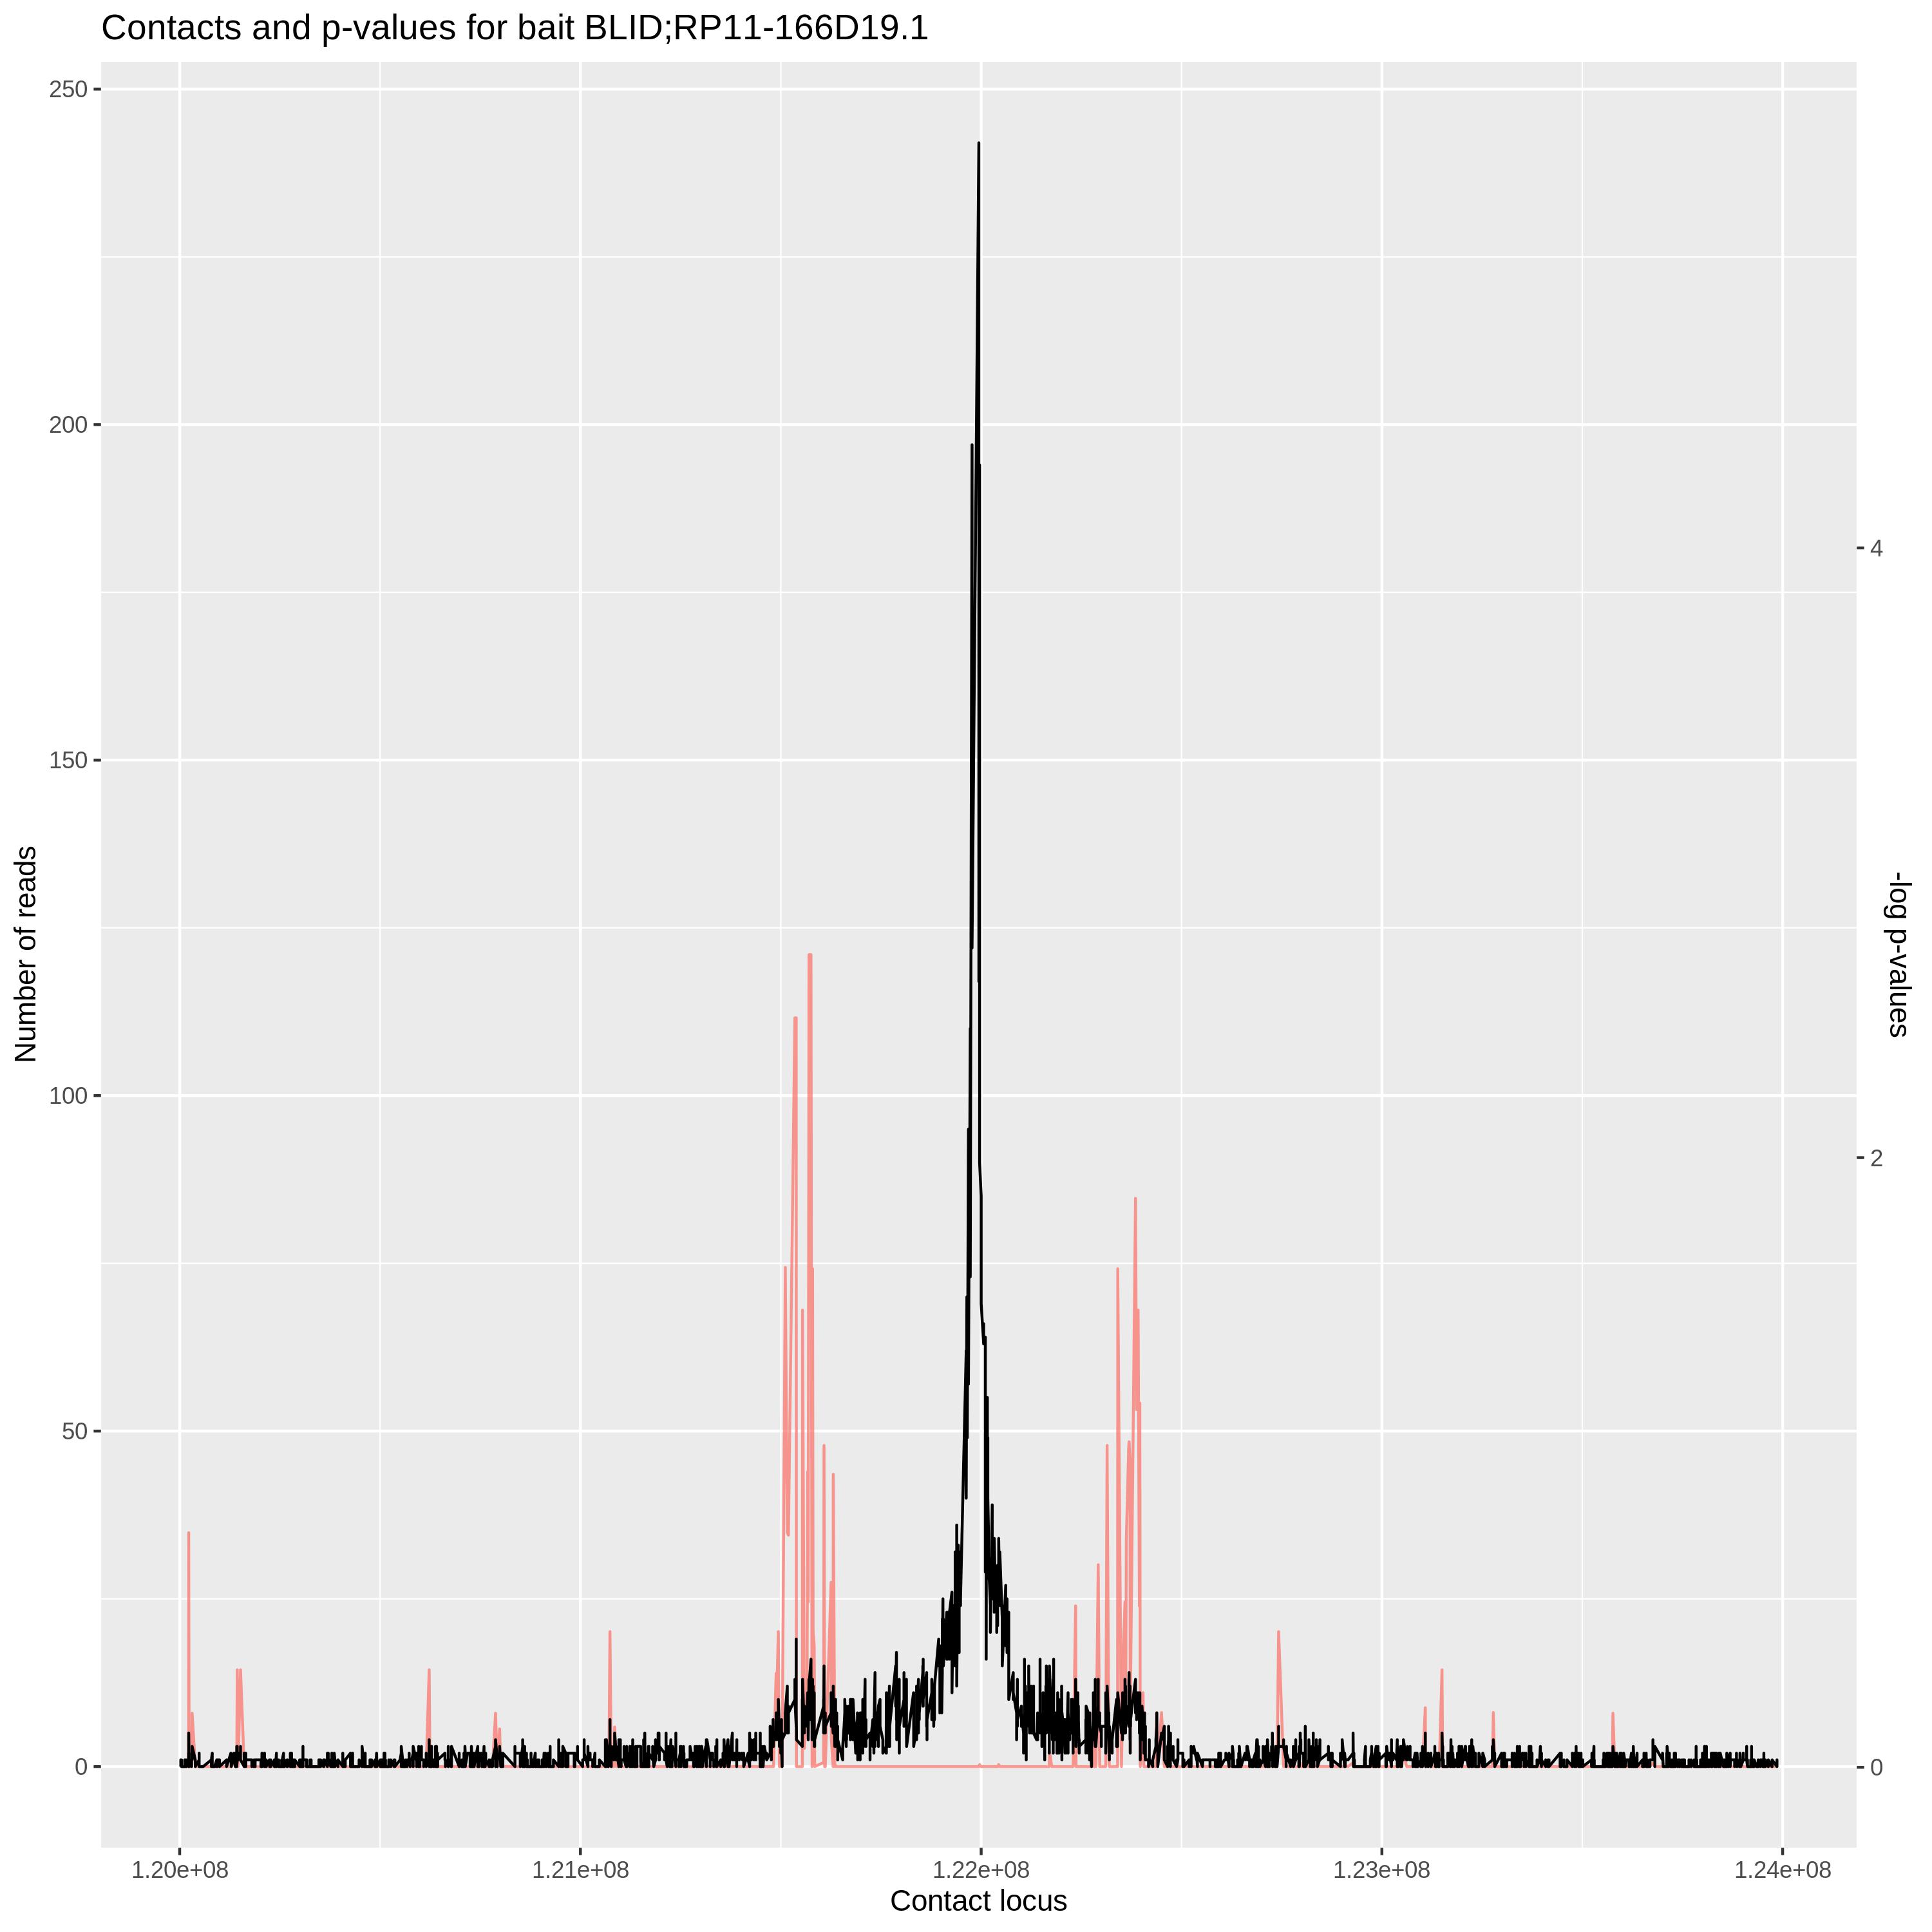 Contacts and p-values for bait BLID;RP11-166D19.1
250
200
150
100
50
0
Number of reads
4
2
0
-log p-values
1.20e+08
1.21e+08
1.22e+08
1.23e+08
1.24e+08
Contact locus